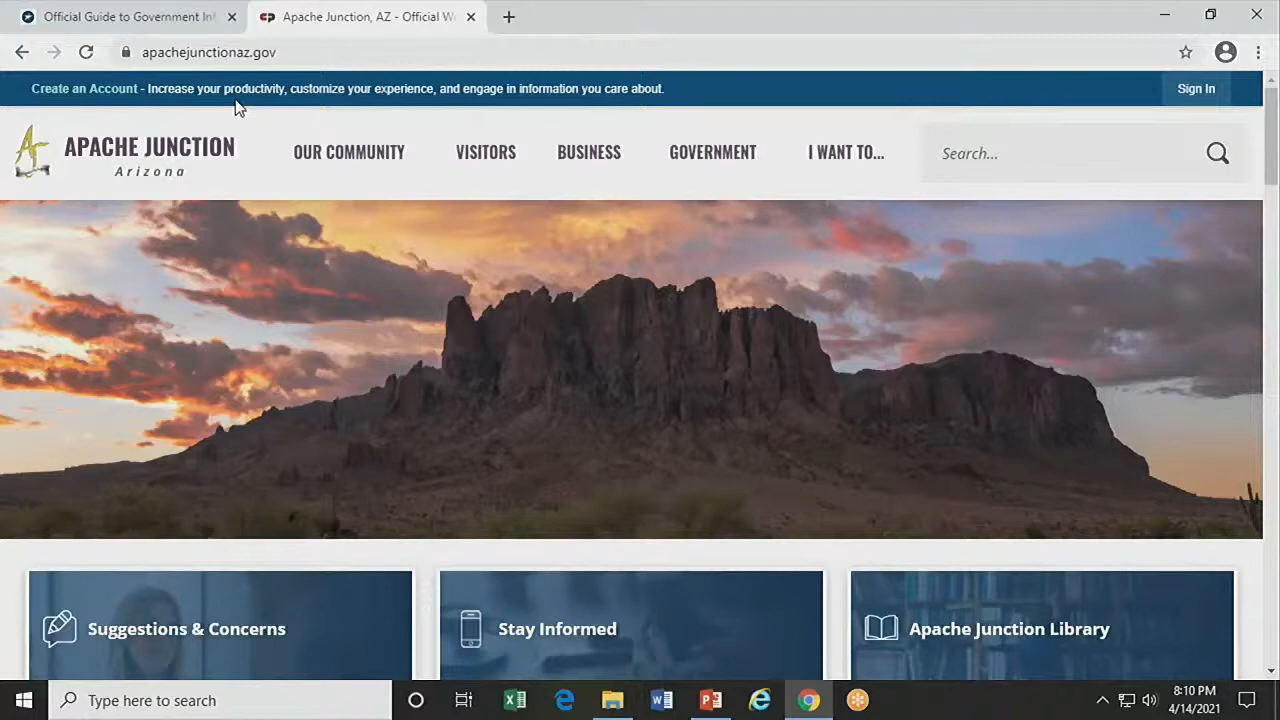 Official Guide to Government In
Apache Junction, AZ - Official W
apachejunctionaz.gov
Create an Account - Increase your productivity, customize your experience, and engage in information you care about.
Sign In
APACHE JUNCTION
Arizona
OUR COMMUNITY
VISITORS
BUSINESS
GOVERNMENT
I WANT TO...
Search...
Suggestions & Concerns
Stay Informed
Apache Junction Library
Type here to search
8:10 PM
4/14/2021